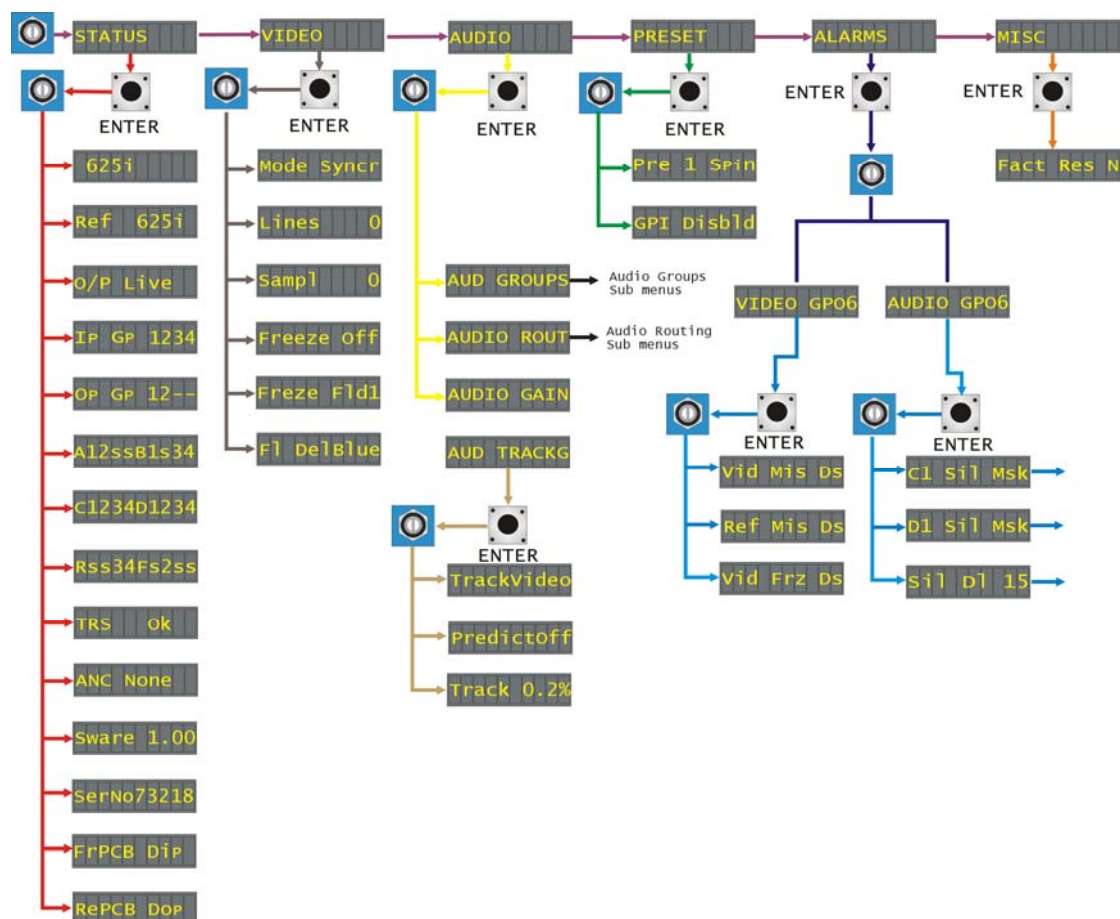 STATUS
VIDEO
AUDIO
PRESET
ALARMS
MISC
ENTER
ENTER
ENTER
ENTER
ENTER
ENTER
625i
Ref 625i
O/P Live
Ip Gp 1234
Op Gp 12--
A12ssB1s34
C1234D1234
Rss34Fs2ss
TRS Ok
ANC None
Sware 1.00
SerNo73218
FrPCB Dip
RePCB Dop
Mode Syncr
Lines 0
Sampl 0
Freeze Off
Freze Fld1
Fl DelBlue
AUD GROUPS
Audio Groups
Sub menus
AUDIO ROUT
Audio Routing
Sub menus
AUDIO GAIN
AUD TRACKG
ENTER
TrackVideo
PredictOff
Track 0.2%
Pre 1 Spin
GPI Disbld
VIDEO GPO6
AUDIO GPO6
ENTER
ENTER
Vid Mis Ds
Ref Mis Ds
Vid Frz Ds
C1 Sil Msk
D1 Sil Msk
Sil Dl 15
Fact Res N